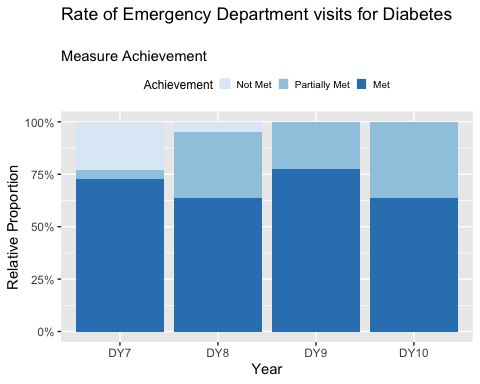 Rate of Emergency Department visits for Diabetes
Measure Achievement
Achievement Not Met Partially Met Met
100%
75%
50%
25%
0%
Relative Proportion
DY7 DY8 DY9 DY10
Year